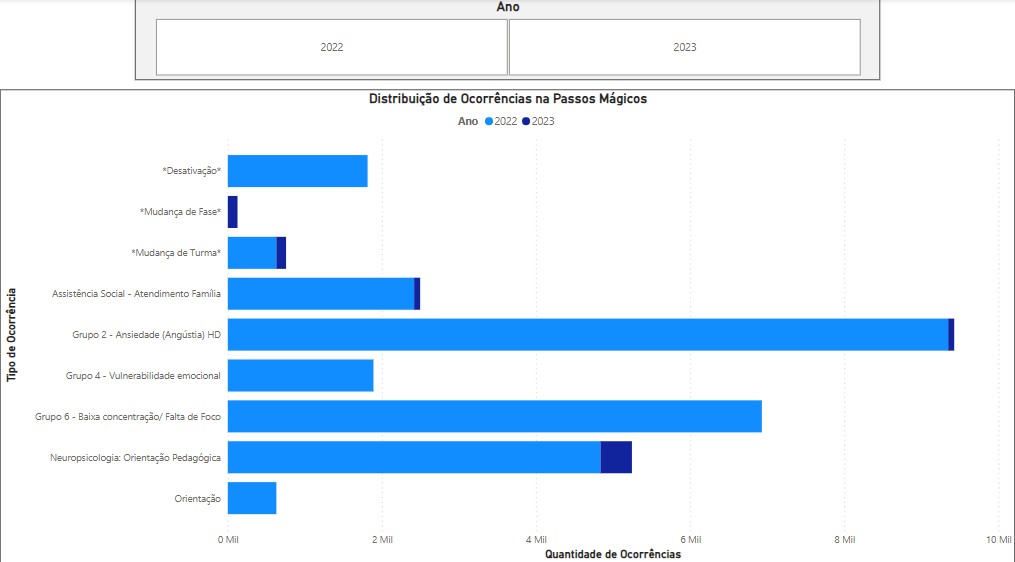 Ano
2022 2023
Distribuição de Ocorrências na Passos Mágicos
Ano 2022 2023
Tipo de Ocorrência
*Desativação*
*Mudança de Fase*
*Mudança de Turma*
Assistência Social - Atendimento Família
Grupo 2 - Ansiedade (Angústia) HD
Grupo 4 - Vulnerabilidade emocional
Grupo 6 - Baixa concentração/ Falta de Foco
Neuropsicologia: Orientação Pedagógica
Orientação
0 Mil 2 Mil 4 Mil 6 Mil 8 Mil 10 Mil
Quantidade de Ocorrências